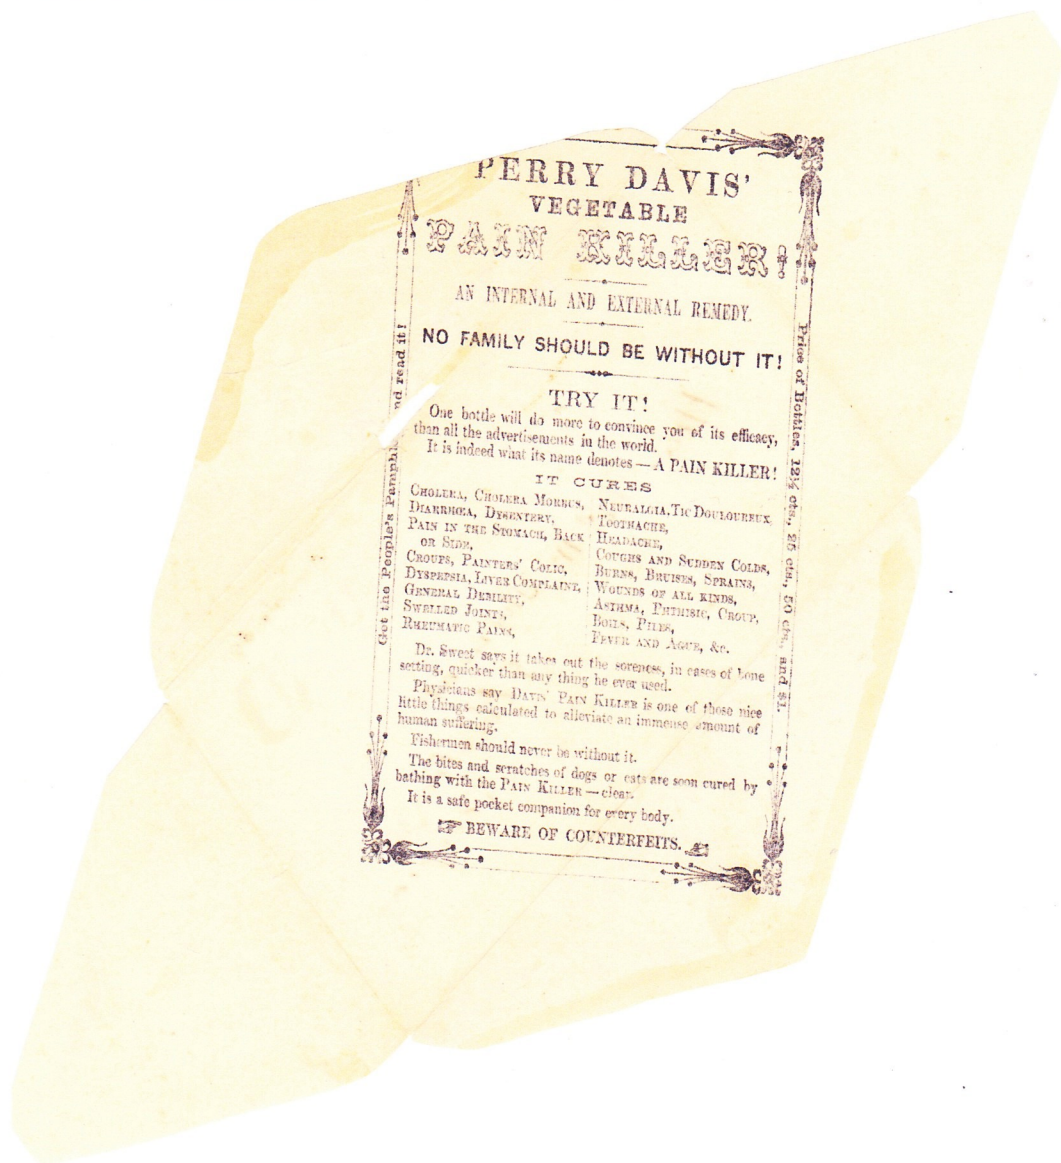 PERRY DAVIS'
VEGETABLE
PAIN KILLER!
AN INTERNAL AND EXTERNAL REMEDY.
NO FAMILY SHOULD BE WITHOUT IT!
TRY IT!
One bottle will do more to convince you of its efficacy,
than all the advertisements in the world.
It is indeed what its name denotes — A PAIN KILLER!
IT CURES
CHOLERA, CHOLERA MORBUS,
DIARRHŒA, DYSENTERY,
PAIN IN THE STOMACH, BACK
OR SIDE,
CROUPS, PAINTERS' COLIC,
DYSPEPSIA, LIVER COMPLAINT,
GENERAL DEBILITY,
SWELLED JOINTS,
RHEUMATIC PAINS,
NEURALGIA, TIC DOULOUREUX,
TOOTHACHE,
HEADACHE,
COUGHS AND SUDDEN COLDS,
BURNS, BRUISES, SPRAINS,
WOUNDS OF ALL KINDS,
ASTHMA, PHTHISIC, CROUP,
BOILS, PILES,
FEVER AND AGUE, &c.
Dr. Sweet says it takes out the soreness, in cases of bone
setting, quicker than any thing he ever used.
Physicians say DAVIS' PAIN KILLER is one of those nice
little things calculated to alleviate an immense amount of
human suffering.
Fishermen should never be without it.
The bites and scratches of dogs or cats are soon cured by
bathing with the PAIN KILLER — clear.
It is a safe pocket companion for every body.
BEWARE OF COUNTERFEITS.
Get the People's Pamphl nd read it!
Price of Bottles, 12½ cts., 25 cts., 50 cts., and $1.